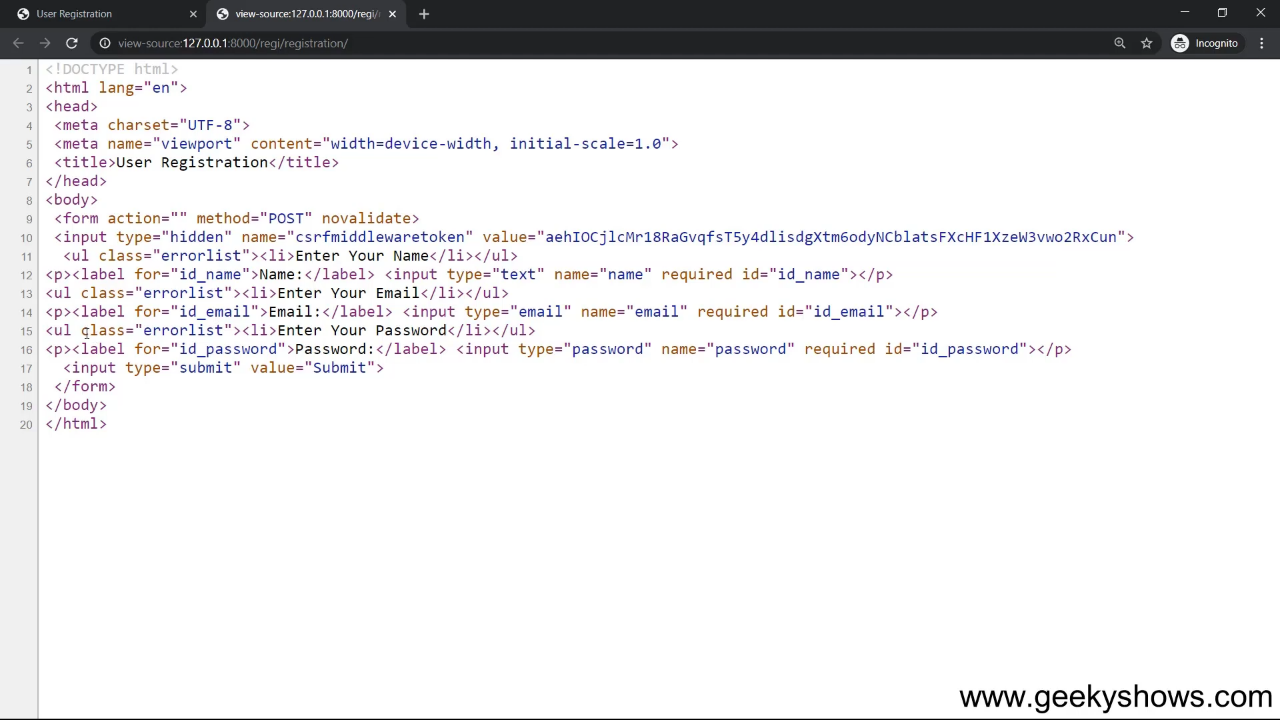 User Registration
view-source:127.0.0.1:8000/regi/
view-source:127.0.0.1:8000/regi/registration/
Incognito
1 <!DOCTYPE html>
2 <html lang="en">
3 <head>
4 <meta charset="UTF-8">
5 <meta name="viewport" content="width=device-width, initial-scale=1.0">
6 <title>User Registration</title>
7 </head>
8 <body>
9 <form action="" method="POST" novalidate>
10 <input type="hidden" name="csrfmiddlewaretoken" value="aehIOCjlcMr18RaGvqfsT5y4dlisdgXtm6odyNCblatsFXcHF1XzeW3vwo2RxCun">
11 <ul class="errorlist"><li>Enter Your Name</li></ul>
12 <p><label for="id_name">Name:</label> <input type="text" name="name" required id="id_name"></p>
13 <ul class="errorlist"><li>Enter Your Email</li></ul>
14 <p><label for="id_email">Email:</label> <input type="email" name="email" required id="id_email"></p>
15 <ul class="errorlist"><li>Enter Your Password</li></ul>
16 <p><label for="id_password">Password:</label> <input type="password" name="password" required id="id_password"></p>
17 <input type="submit" value="Submit">
18 </form>
19 </body>
20 </html>
www.geekyshows.com